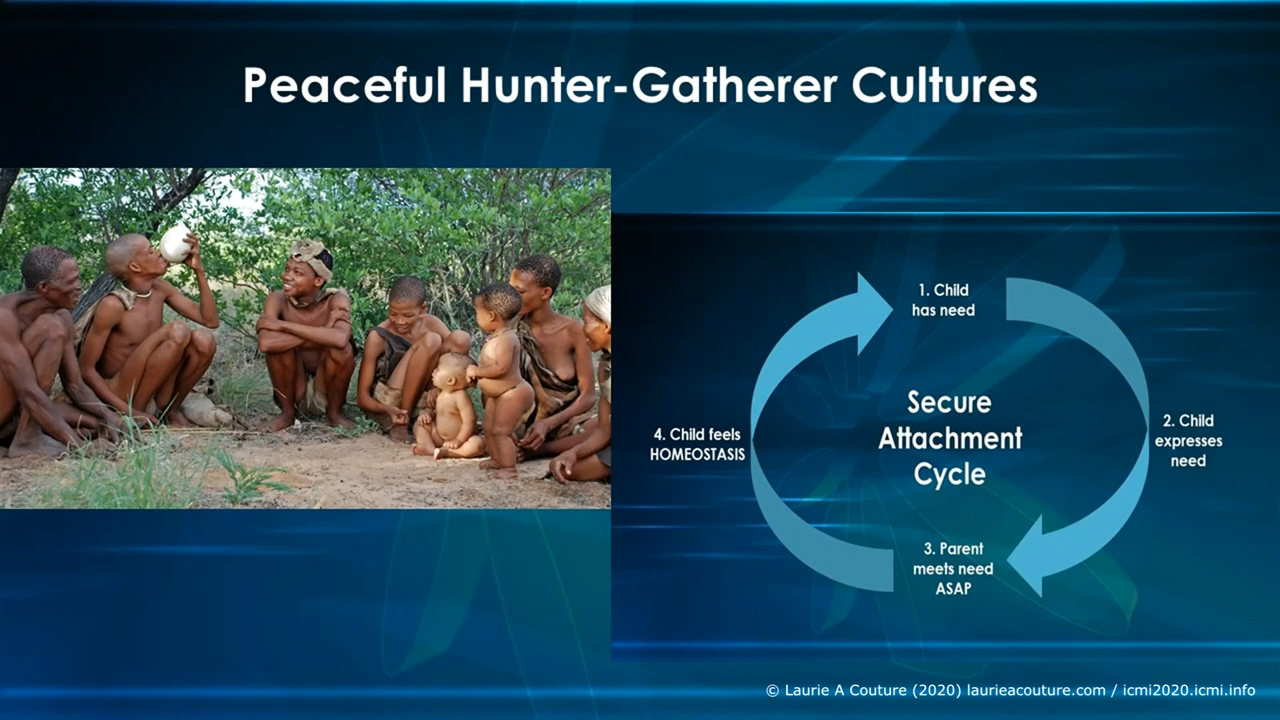 Peaceful Hunter-Gatherer Cultures
1. Child
has need
2. Child
expresses
need
3. Parent
meets need
ASAP
4. Child feels
HOMEOSTASIS
Secure
Attachment
Cycle
© Laurie A Couture (2020) laurieacouture.com / icmi2020.icmi.info